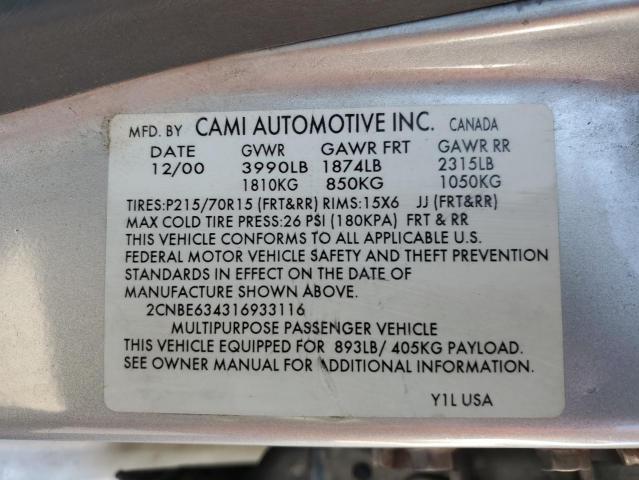 MFD. BY CAMI AUTOMOTIVE INC. CANADA
DATE GVWR GAWR FRT GAWR RR
12/00 3990LB 1874LB 2315LB
1810KG 850KG 1050KG
TIRES:P215/70R15 (FRT&RR) RIMS:15X6 JJ (FRT&RR)
MAX COLD TIRE PRESS:26 PSI (180KPA) FRT & RR
THIS VEHICLE CONFORMS TO ALL APPLICABLE U.S.
FEDERAL MOTOR VEHICLE SAFETY AND THEFT PREVENTION
STANDARDS IN EFFECT ON THE DATE OF
MANUFACTURE SHOWN ABOVE.
2CNBE634316933116
MULTIPURPOSE PASSENGER VEHICLE
THIS VEHICLE EQUIPPED FOR 893LB/ 405KG PAYLOAD.
SEE OWNER MANUAL FOR ADDITIONAL INFORMATION.
Y1L USA